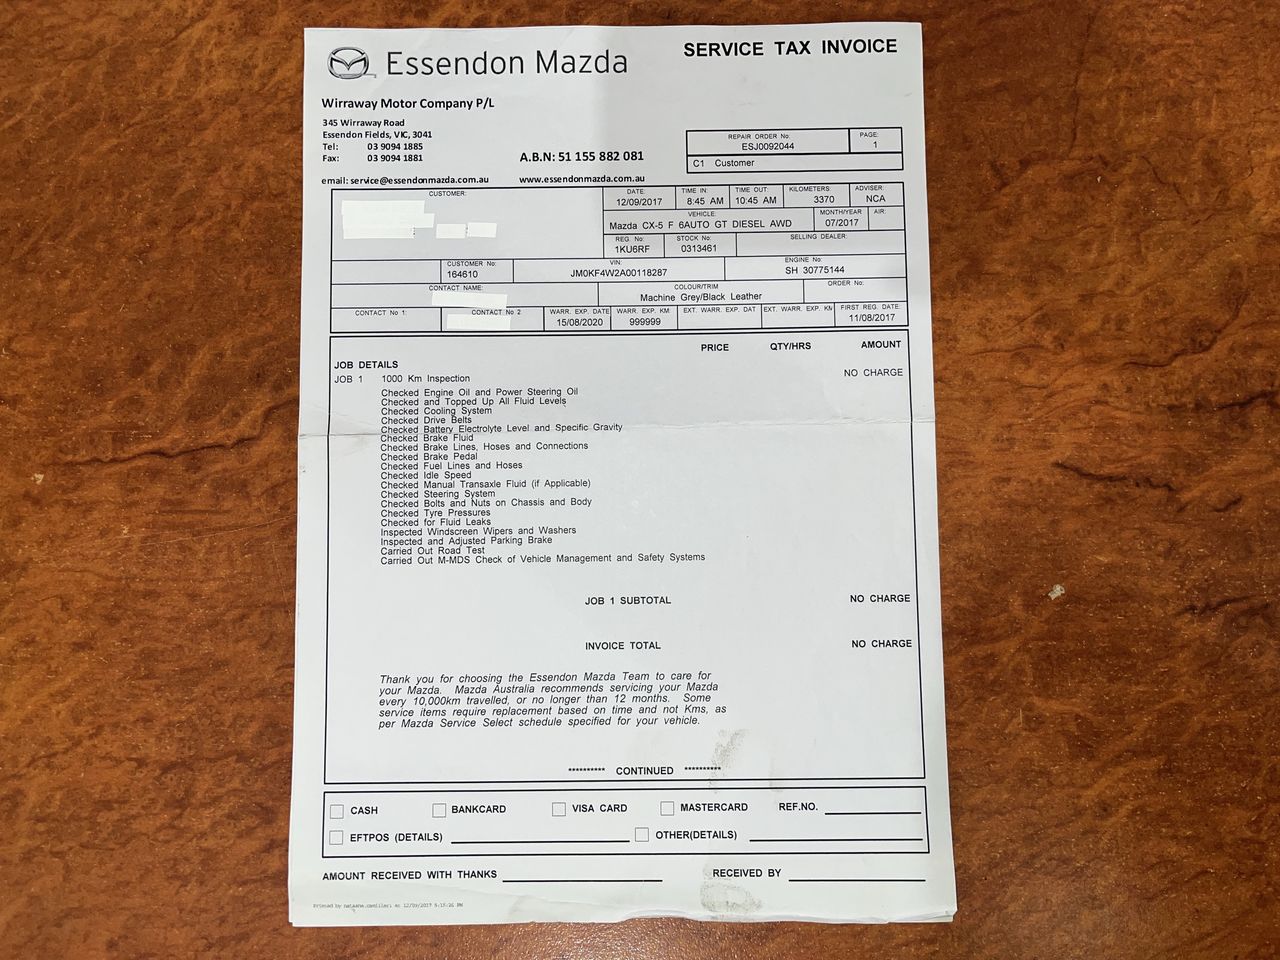 Essendon Mazda
SERVICE TAX INVOICE
Wirraway Motor Company P/L
345 Wirraway Road
Essendon Fields, VIC, 3041
Tel: 03 9094 1885
Fax: 03 9094 1881
A.B.N: 51 155 882 081
email: service@essendonmazda.com.au
www.essendonmazda.com.au
REPAIR ORDER No. PAGE:
ESJ0092044 1
C1 Customer
CUSTOMER:
DATE: TIME IN: TIME OUT: KILOMETERS ADVISER:
12/09/2017 8:45 AM 10:45 AM 3370 NCA
VEHICLE: MONTH/YEAR AIR:
Mazda CX-5 F 6AUTO GT DIESEL AWD 07/2017
REG. No: STOCK No: SELLING DEALER:
1KU6RF 0313461
CUSTOMER No: VIN: ENGINE No:
164610 JM0KF4W2A00118287 SH 30775144
CONTACT NAME: COLOUR/TRIM ORDER No:
Machine Grey/Black Leather
CONTACT No 1: CONTACT No 2 WARR. EXP. DATE WARR. EXP. KM EXT. WARR. EXP. DAT EXT. WARR. EXP. KM FIRST REG. DATE:
15/08/2020 999999 11/08/2017
PRICE QTY/HRS AMOUNT
JOB DETAILS
JOB 1 1000 Km Inspection NO CHARGE
Checked Engine Oil and Power Steering Oil
Checked and Topped Up All Fluid Levels
Checked Cooling System
Checked Drive Belts
Checked Battery Electrolyte Level and Specific Gravity
Checked Brake Fluid
Checked Brake Lines, Hoses and Connections
Checked Brake Pedal
Checked Fuel Lines and Hoses
Checked Idle Speed
Checked Manual Transaxle Fluid (if Applicable)
Checked Steering System
Checked Bolts and Nuts on Chassis and Body
Checked Tyre Pressures
Checked for Fluid Leaks
Inspected Windscreen Wipers and Washers
Inspected and Adjusted Parking Brake
Carried Out Road Test
Carried Out M-MDS Check of Vehicle Management and Safety Systems
JOB 1 SUBTOTAL NO CHARGE
INVOICE TOTAL NO CHARGE
Thank you for choosing the Essendon Mazda Team to care for
your Mazda. Mazda Australia recommends servicing your Mazda
every 10,000km travelled, or no longer than 12 months. Some
service items require replacement based on time and not Kms, as
per Mazda Service Select schedule specified for your vehicle.
********** CONTINUED **********
CASH BANKCARD VISA CARD MASTERCARD REF.NO.
EFTPOS (DETAILS) OTHER(DETAILS)
AMOUNT RECEIVED WITH THANKS RECEIVED BY
Printed by 12/09/2017 5:15:26 PM